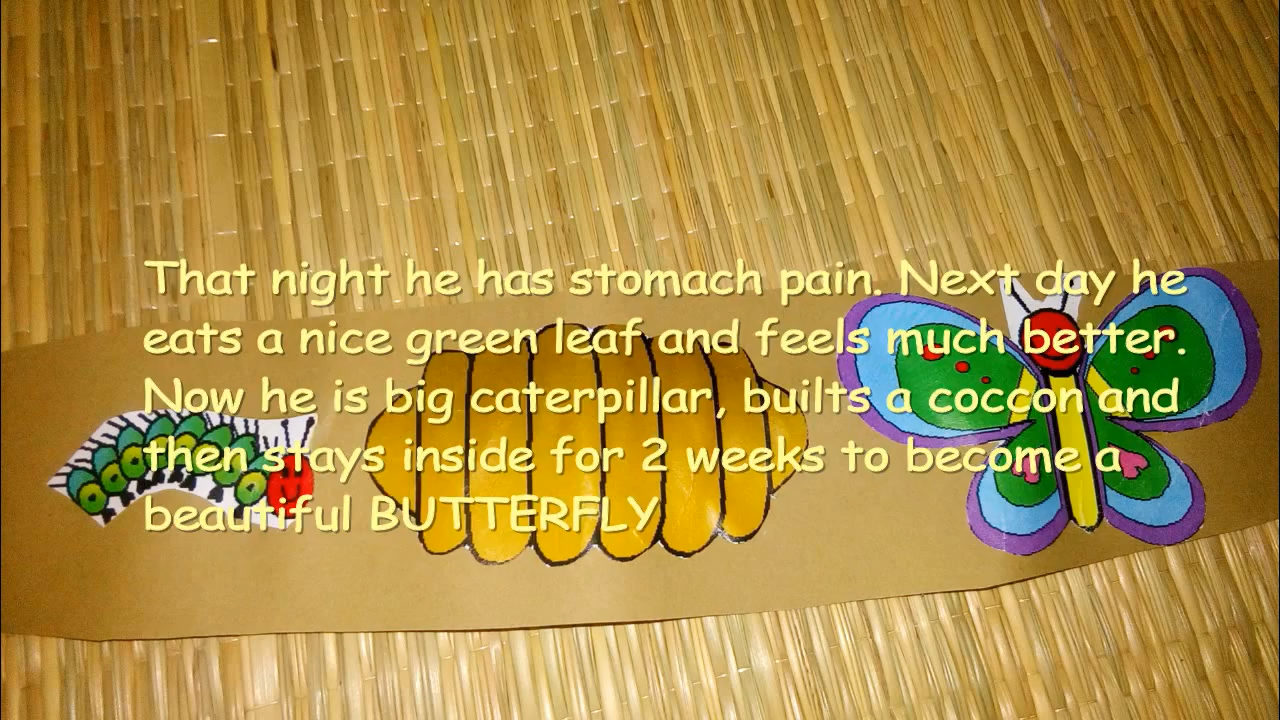 That night he has stomach pain. Next day he
eats a nice green leaf and feels much better.
Now he is big caterpillar, builts a coccon and
then stays inside for 2 weeks to become a
beautiful BUTTERFLY